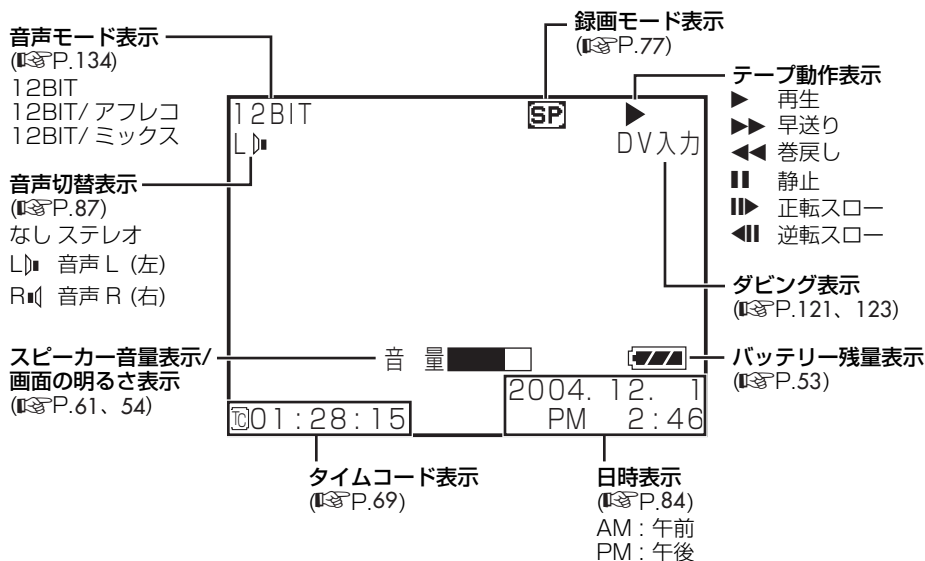 音声モード表示
(☞P.134)
12BIT
12BIT/ アフレコ
12BIT/ ミックス
音声切替表示
(☞P.87)
なし ステレオ
L 音声 L (左)
R 音声 R (右)
スピーカー音量表示/
画面の明るさ表示
(☞P.61、54)
録画モード表示
(☞P.77)
12BIT
SP ▶
L
DV入力
音 量
2004. 12. 1
TC 01:28:15
PM 2:46
テープ動作表示
▶ 再生
▶▶ 早送り
◀◀ 巻戻し
▮▮ 静止
▮▮▶ 正転スロー
◀▮▮ 逆転スロー
ダビング表示
(☞P.121、123)
バッテリー残量表示
(☞P.53)
タイムコード表示
(☞P.69)
日時表示
(☞P.84)
AM : 午前
PM : 午後